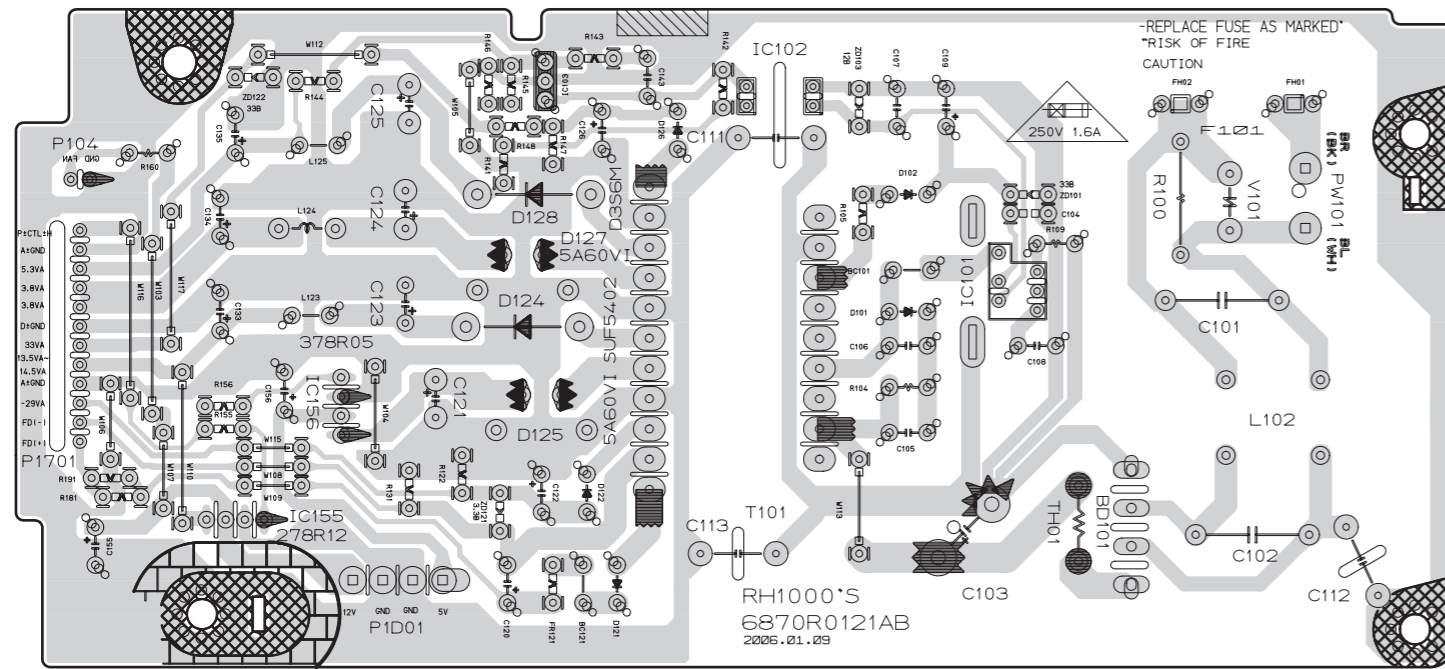 -REPLACE FUSE AS MARKED"
"RISK OF FIRE
CAUTION
FH02
FH01
250V 1.6A
F101
BR
(BK)
PW101
BL
(WH)
R100
V101
C101
L102
C102
C112
TH01
BD101
C103
IC102
ZD103
12B
C107
C109
C111
D102
33B
ZD101
C104
R109
R105
BC101
IC101
D101
C106
C108
R104
C105
W113
C113
T101
RH1000'S
6870R0121AB
2006.01.09
W112
R146
R143
R142
ZD122
33B
R144
C125
W105
R145
IC103
C143
C126
D126
C135
L125
R148
R147
R141
P104
GND
FAN
R160
C134
L124
C124
D128
D3S6M
D127
5A60VI
W116
W103
W117
P±CTL±H
A±GND
5.3VA
3.8VA
3.8VA
D±GND
33VA
13.5VA~
14.5VA
A±GND
-29VA
FD(-)
FD(+)
P1701
C133
L123
C123
D124
5A60VI SUF5402
378R05
IC156
C156
R156
R155
W104
C121
D125
W106
W115
W108
W109
W107
W110
R191
R181
R131
R122
ZD121
3.3B
C122
D122
IC155
278R12
C155
12V
GND
GND
5V
P1D01
C120
FR121
BC121
D121